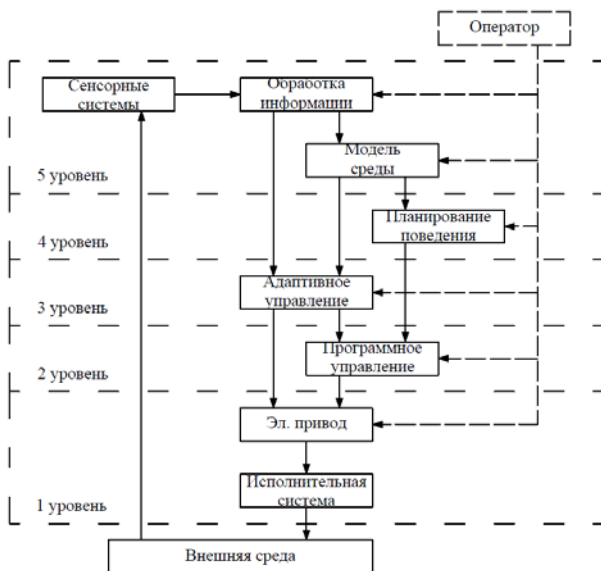 Оператор
Сенсорные
системы
Обработка
информации
Модель
среды
5 уровень
Планирование
поведения
4 уровень
Адаптивное
управление
3 уровень
Программное
управление
2 уровень
Эл. привод
Исполнительная
система
1 уровень
Внешняя среда